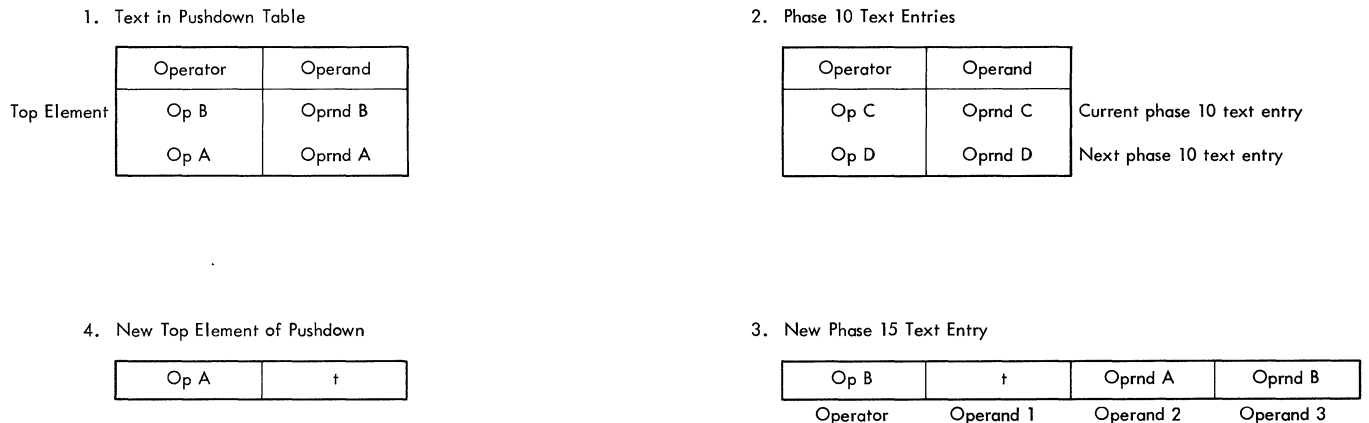 1. Text in Pushdown Table
Operator Operand
Top Element Op B Oprnd B
Op A Oprnd A
2. Phase 10 Text Entries
Operator Operand
Op C Oprnd C Current phase 10 text entry
Op D Oprnd D Next phase 10 text entry
4. New Top Element of Pushdown
Op A t
3. New Phase 15 Text Entry
Op B t Oprnd A Oprnd B
Operator Operand 1 Operand 2 Operand 3